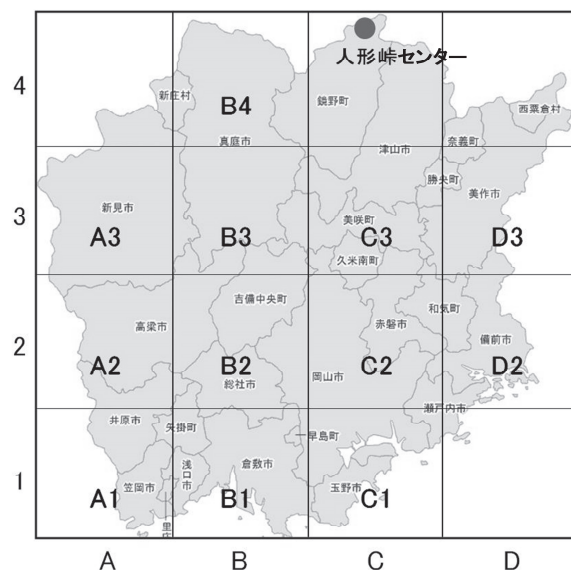 4
人形峠センター
新庄村
B4
鏡野町
西粟倉村
真庭市
津山市
奈義町
3
勝央町
新見市
美作市
美咲町
A3
B3
C3
D3
久米南町
吉備中央町
和気町
2
高梁市
赤磐市
備前市
A2
B2
C2
D2
総社市
岡山市
瀬戸内市
井原市
矢掛町
早島町
1
浅口市
倉敷市
笠岡市
玉野市
A1
B1
C1
里庄
A
B
C
D